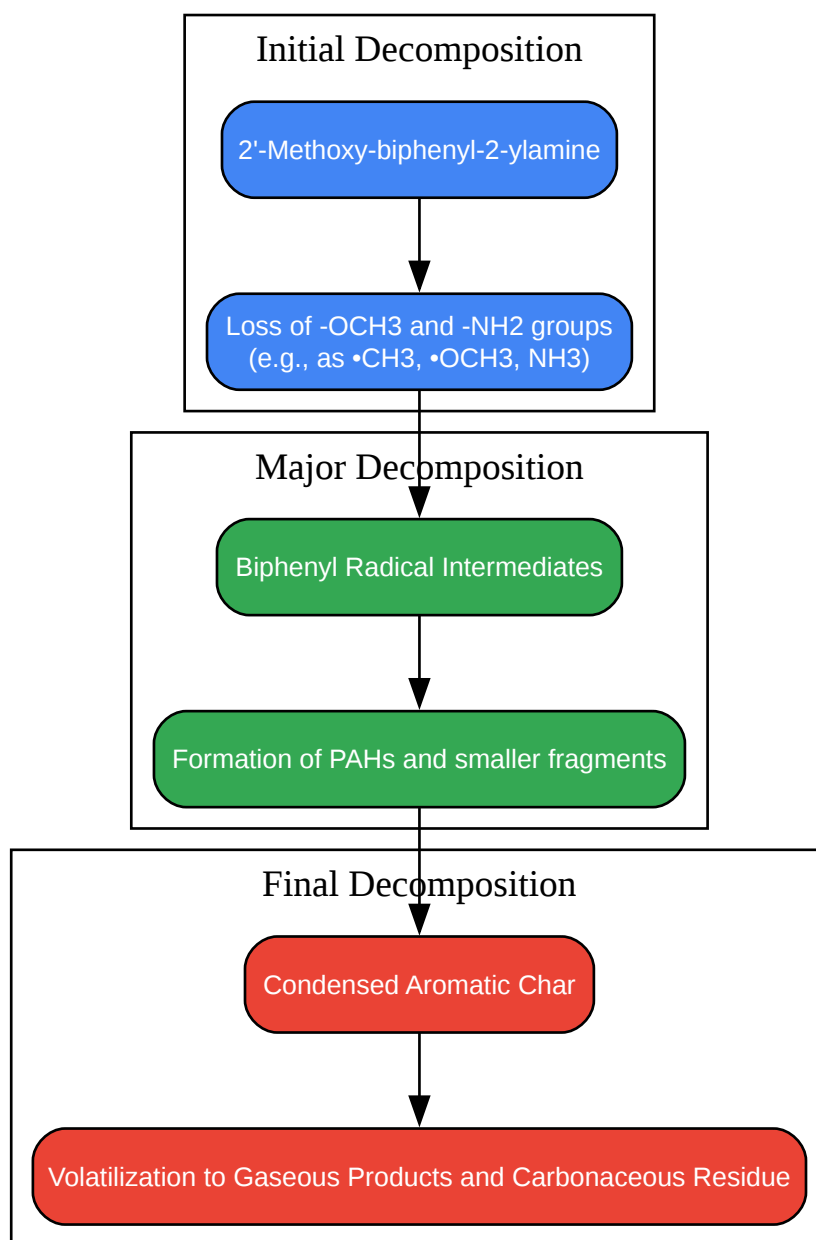 Initial Decomposition
2'-Methoxy-biphenyl-2-ylamine
Loss of -OCH3 and -NH2 groups
(e.g., as •CH3, •OCH3, NH3)
Major Decomposition
Biphenyl Radical Intermediates
Formation of PAHs and smaller fragments
Final Decomposition
Condensed Aromatic Char
Volatilization to Gaseous Products and Carbonaceous Residue